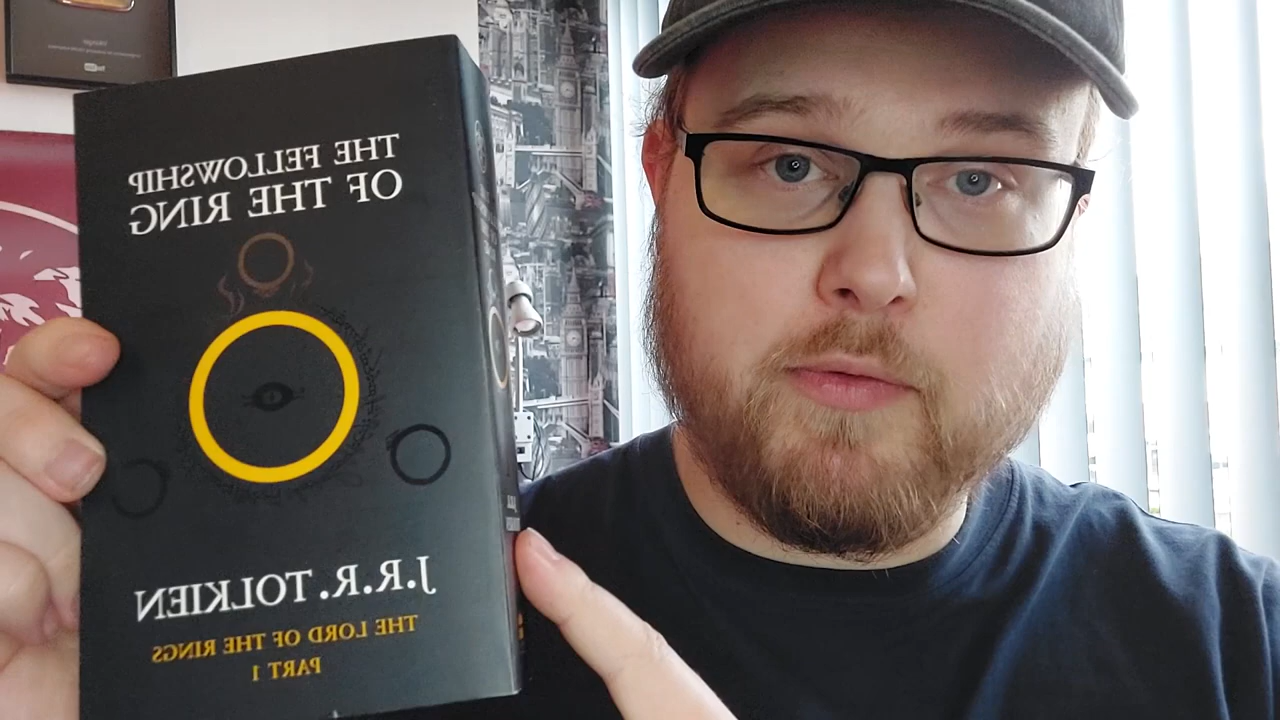 THE FELLOWSHIP
OF THE RING
J.R.R. TOLKIEN
THE LORD OF THE RINGS
PART 1